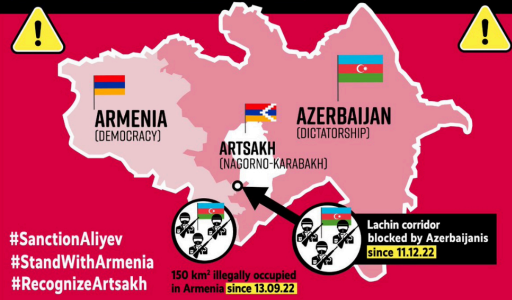 ARMENIA
(DEMOCRACY)
AZERBAIJAN
(DICTATORSHIP)
ARTSAKH
(NAGORNO-KARABAKH)
Lachin corridor
blocked by Azerbaijanis
since 11.12.22
#SanctionAliyev
#StandWithArmenia
#RecognizeArtsakh
150 km² illegally occupied
in Armenia since 13.09.22